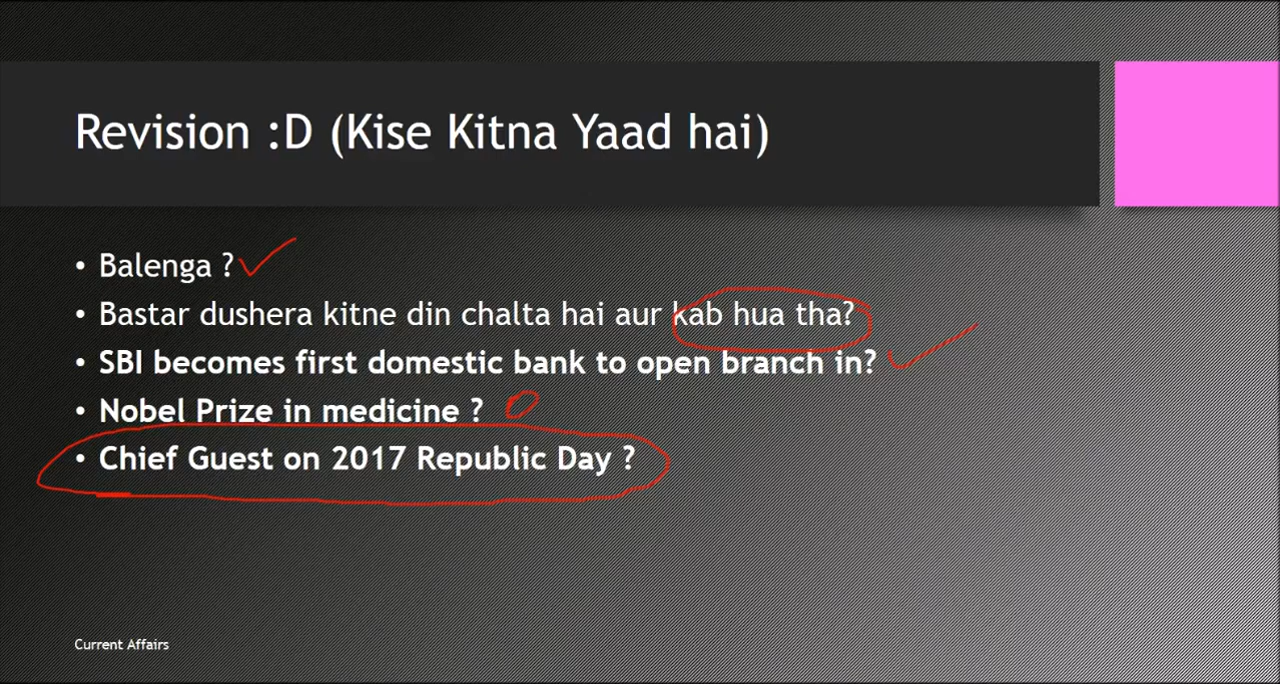 Revision :D (Kise Kitna Yaad hai)
• Balenga ?
• Bastar dushera kitne din chalta hai aur kab hua tha?
• SBI becomes first domestic bank to open branch in?
• Nobel Prize in medicine ?
• Chief Guest on 2017 Republic Day ?
Current Affairs